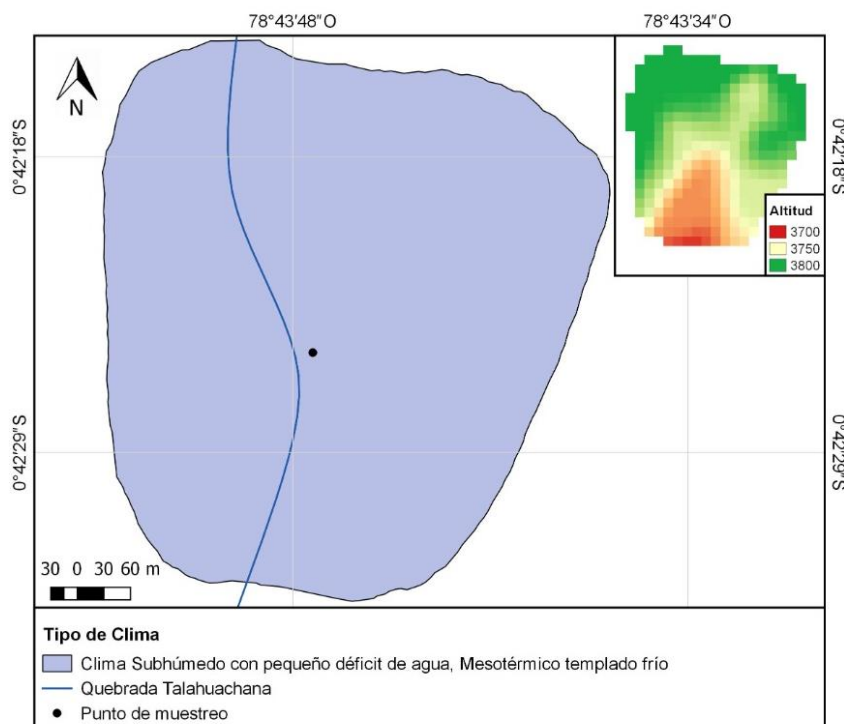 78°43'48"O
78°43'34"O
N
0°42'18"S
0°42'18"S
Altitud
3700
3750
3800
0°42'29"S
0°42'29"S
30 0 30 60 m
Tipo de Clima
Clima Subhúmedo con pequeño déficit de agua, Mesotérmico templado frío
Quebrada Talahuachana
Punto de muestreo